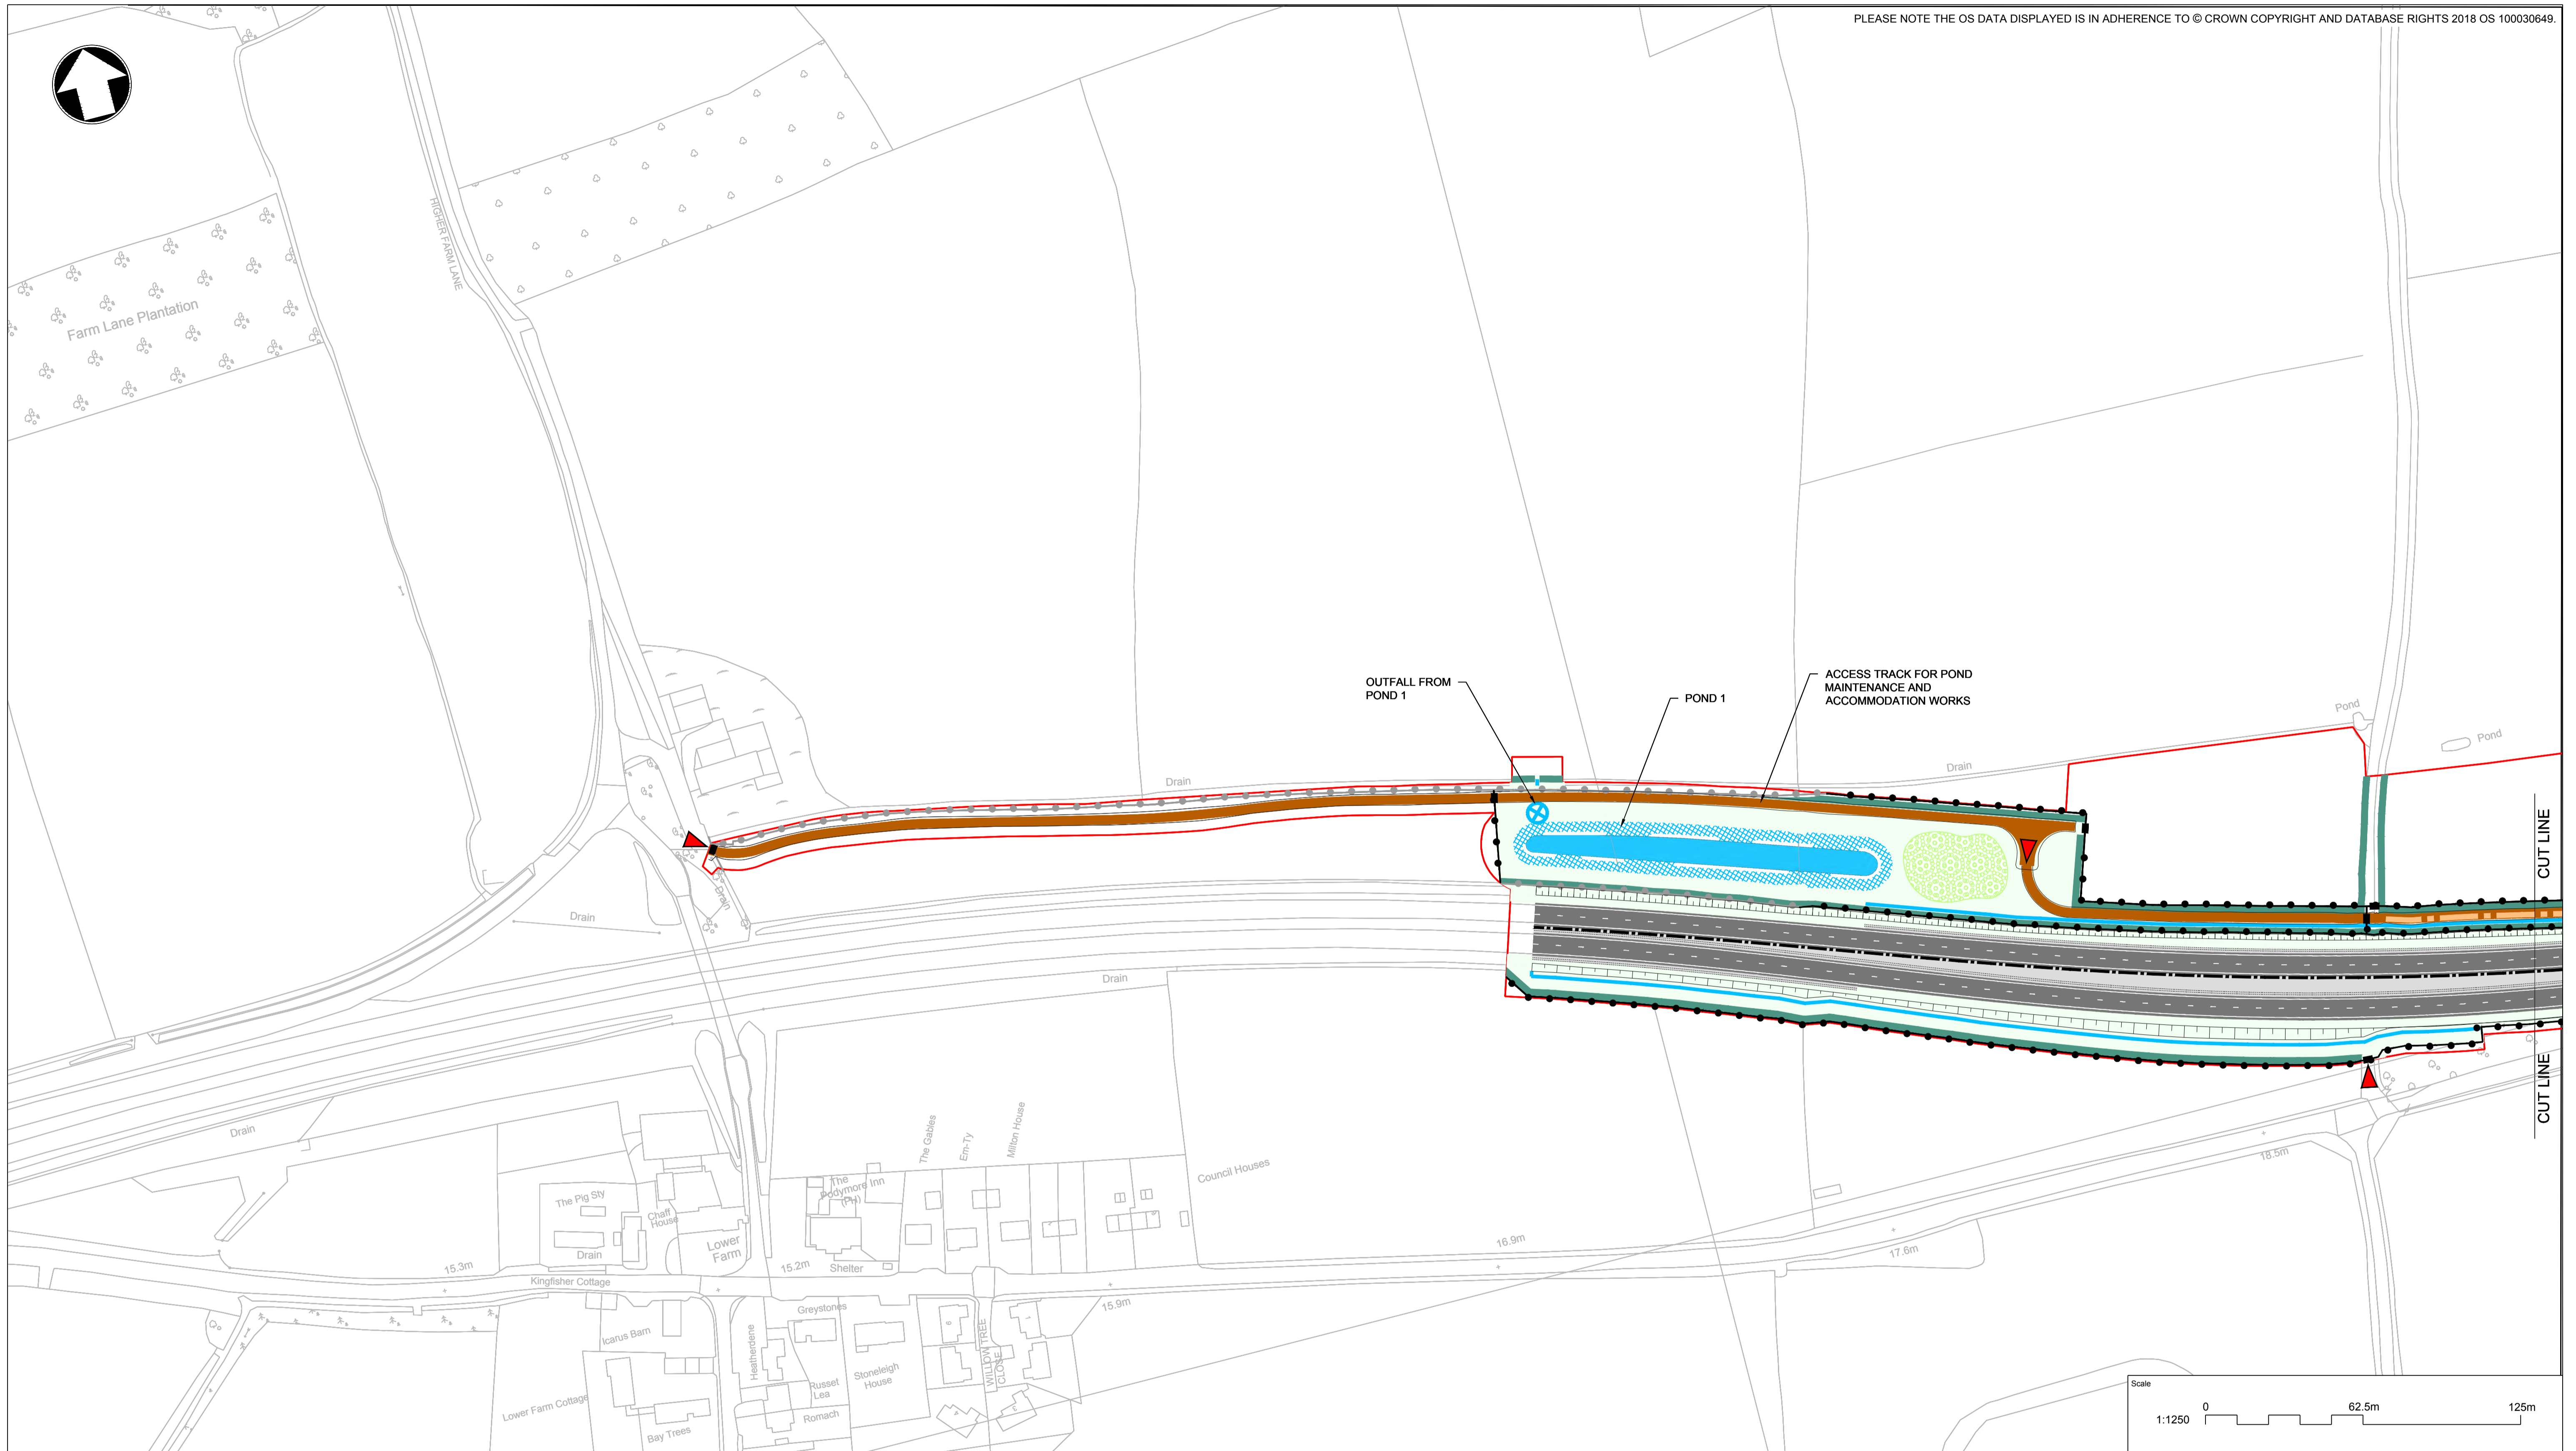 PLEASE NOTE THE OS DATA DISPLAYED IS IN ADHERENCE TO © CROWN COPYRIGHT AND DATABASE RIGHTS 2018 OS 100030649.
HIGHER FARM LANE
Farm Lane Plantation
OUTFALL FROM
POND 1
POND 1
ACCESS TRACK FOR POND
MAINTENANCE AND
ACCOMMODATION WORKS
Pond
Pond
Drain
Drain
CUT LINE
Drain
Drain
Drain
CUT LINE
Drain
The Gables
Em-Ty
Milton House
Council Houses
18.5m
The Pig Sty
Chaff
House
The
Podymore Inn
(PH)
Lower
Farm
Drain
15.3m
15.2m
Shelter
16.9m
17.6m
Kingfisher Cottage
15.9m
Greystones
Icarus Barn
Heatherdene
WILLOW TREE
CLOSE
Stoneleigh
House
Russet
Lea
Romach
Lower Farm Cottage
Bay Trees
Scale
1:1250
0
62.5m
125m